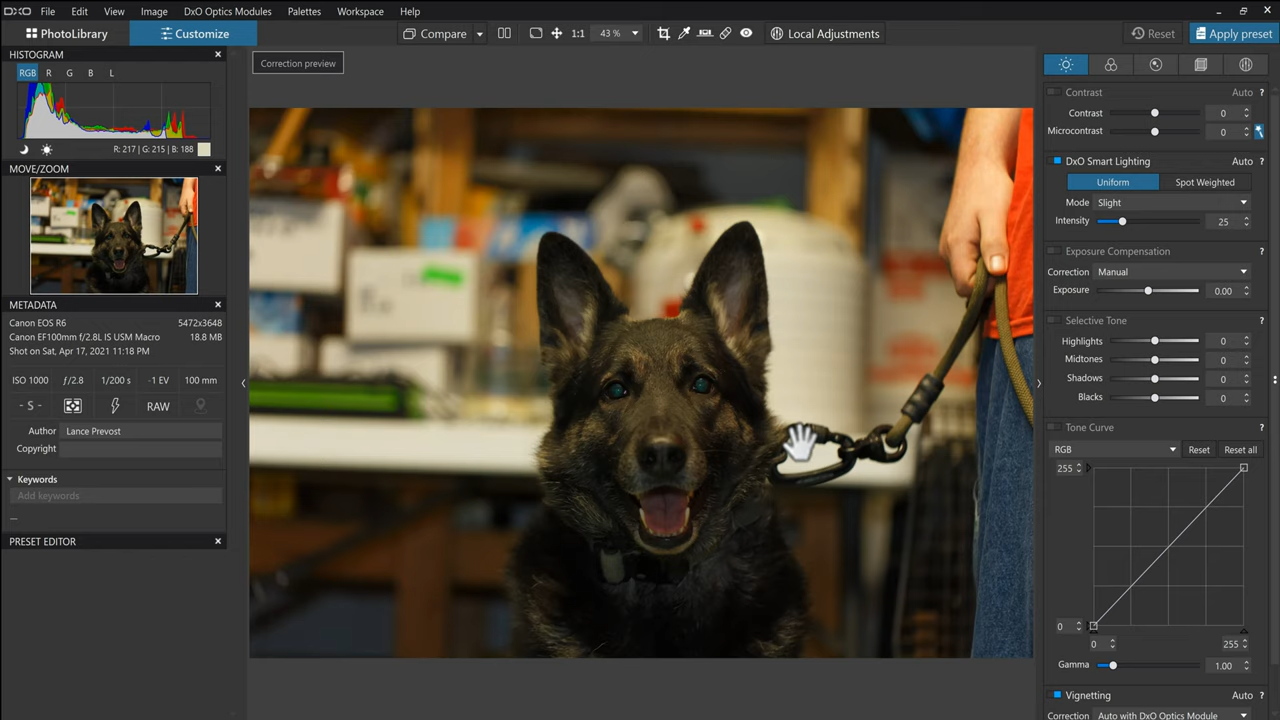 DXO File Edit View Image DxO Optics Modules Palettes Workspace Help
PhotoLibrary Customize Compare 1:1 43 % Local Adjustments Reset Apply preset
HISTOGRAM
RGB R G B L
R: 217 | G: 215 | B: 188
MOVE/ZOOM
METADATA
Canon EOS R6 5472x3648
Canon EF100mm f/2.8L IS USM Macro 18.8 MB
Shot on Sat, Apr 17, 2021 11:18 PM
ISO 1000 ƒ/2.8 1/200 s -1 EV 100 mm
- S - RAW
Author Lance Prevost
Copyright
Keywords
Add keywords
—
PRESET EDITOR
Correction preview
Contrast Auto ?
Contrast 0
Microcontrast 0
DxO Smart Lighting Auto ?
Uniform Spot Weighted
Mode Slight
Intensity 25
Exposure Compensation ?
Correction Manual
Exposure 0.00
Selective Tone ?
Highlights 0
Midtones 0
Shadows 0
Blacks 0
Tone Curve ?
RGB Reset Reset all
255
0
0 255
Gamma 1.00
Vignetting Auto ?
Correction Auto with DxO Optics Module